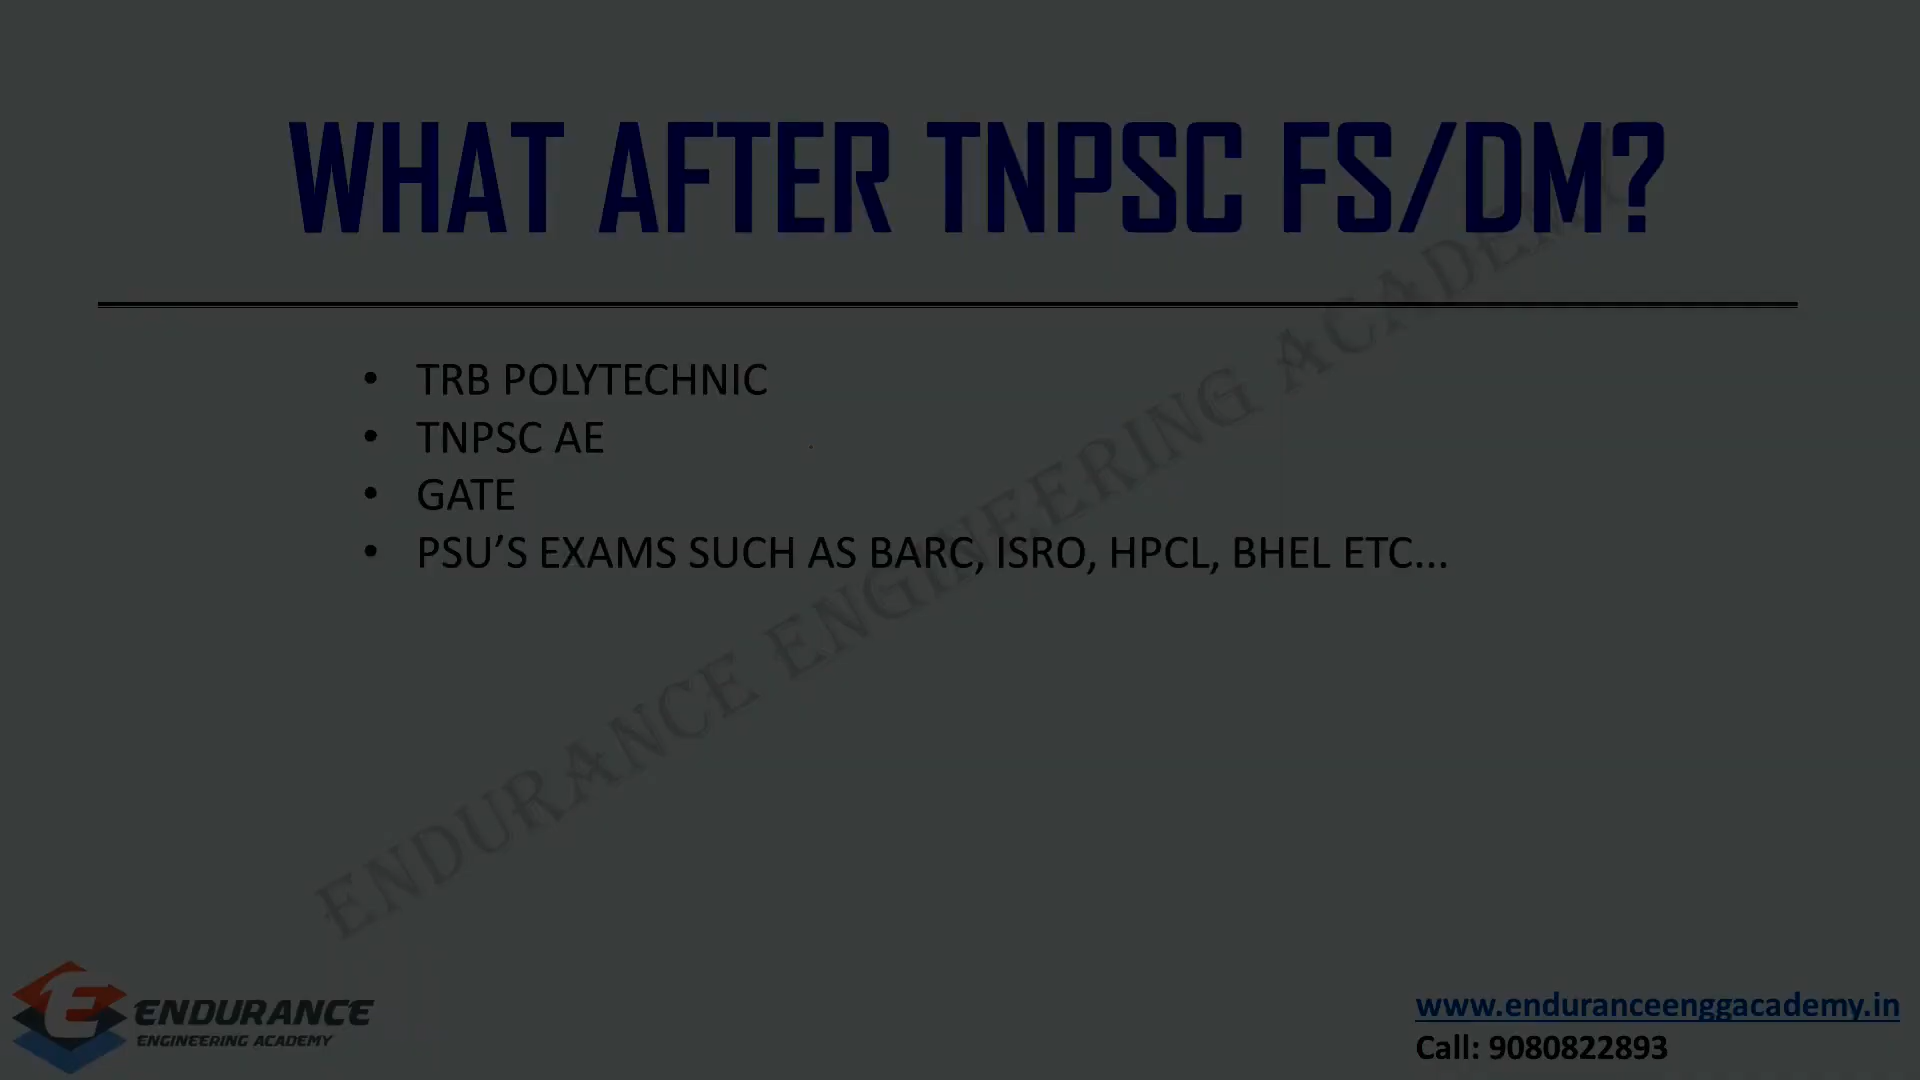 WHAT AFTER TNPSC FS/DM?
• TRB POLYTECHNIC
• TNPSC AE
• GATE
• PSU’S EXAMS SUCH AS BARC, ISRO, HPCL, BHEL ETC...
ENDURANCE ENGINEERING ACADEMY
E ENDURANCE
ENGINEERING ACADEMY
www.enduranceenggacademy.in
Call: 9080822893